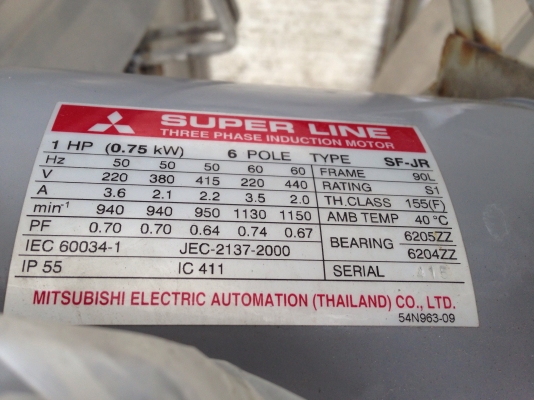 SUPER LINE
THREE PHASE INDUCTION MOTOR
1 HP (0.75 kW) 6 POLE TYPE SF-JR
Hz 50 50 50 60 60 FRAME 90L
V 220 380 415 220 440 RATING S1
A 3.6 2.1 2.2 3.5 2.0 TH.CLASS 155(F)
min-1 940 940 950 1130 1150 AMB TEMP 40 °C
PF 0.70 0.70 0.64 0.74 0.67 BEARING 6205ZZ
IEC 60034-1 JEC-2137-2000 6204ZZ
IP 55 IC 411 SERIAL
MITSUBISHI ELECTRIC AUTOMATION (THAILAND) CO., LTD.
54N963-09